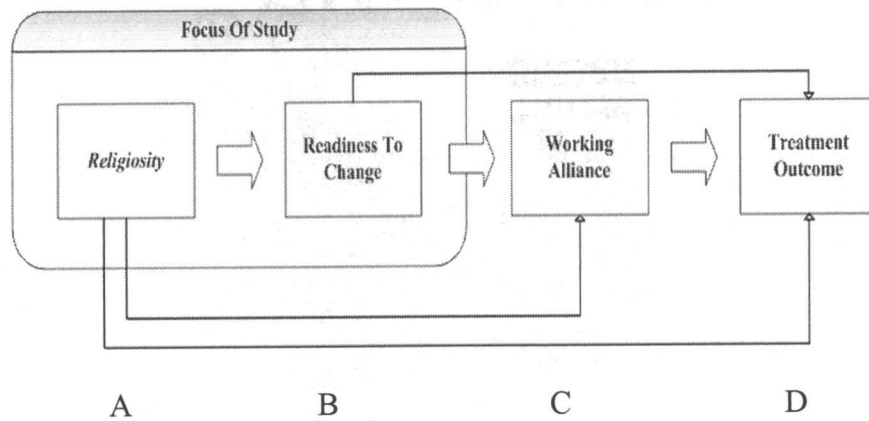 Focus Of Study
Religiosity
Readiness To
Change
Working
Alliance
Treatment
Outcome
A B C D